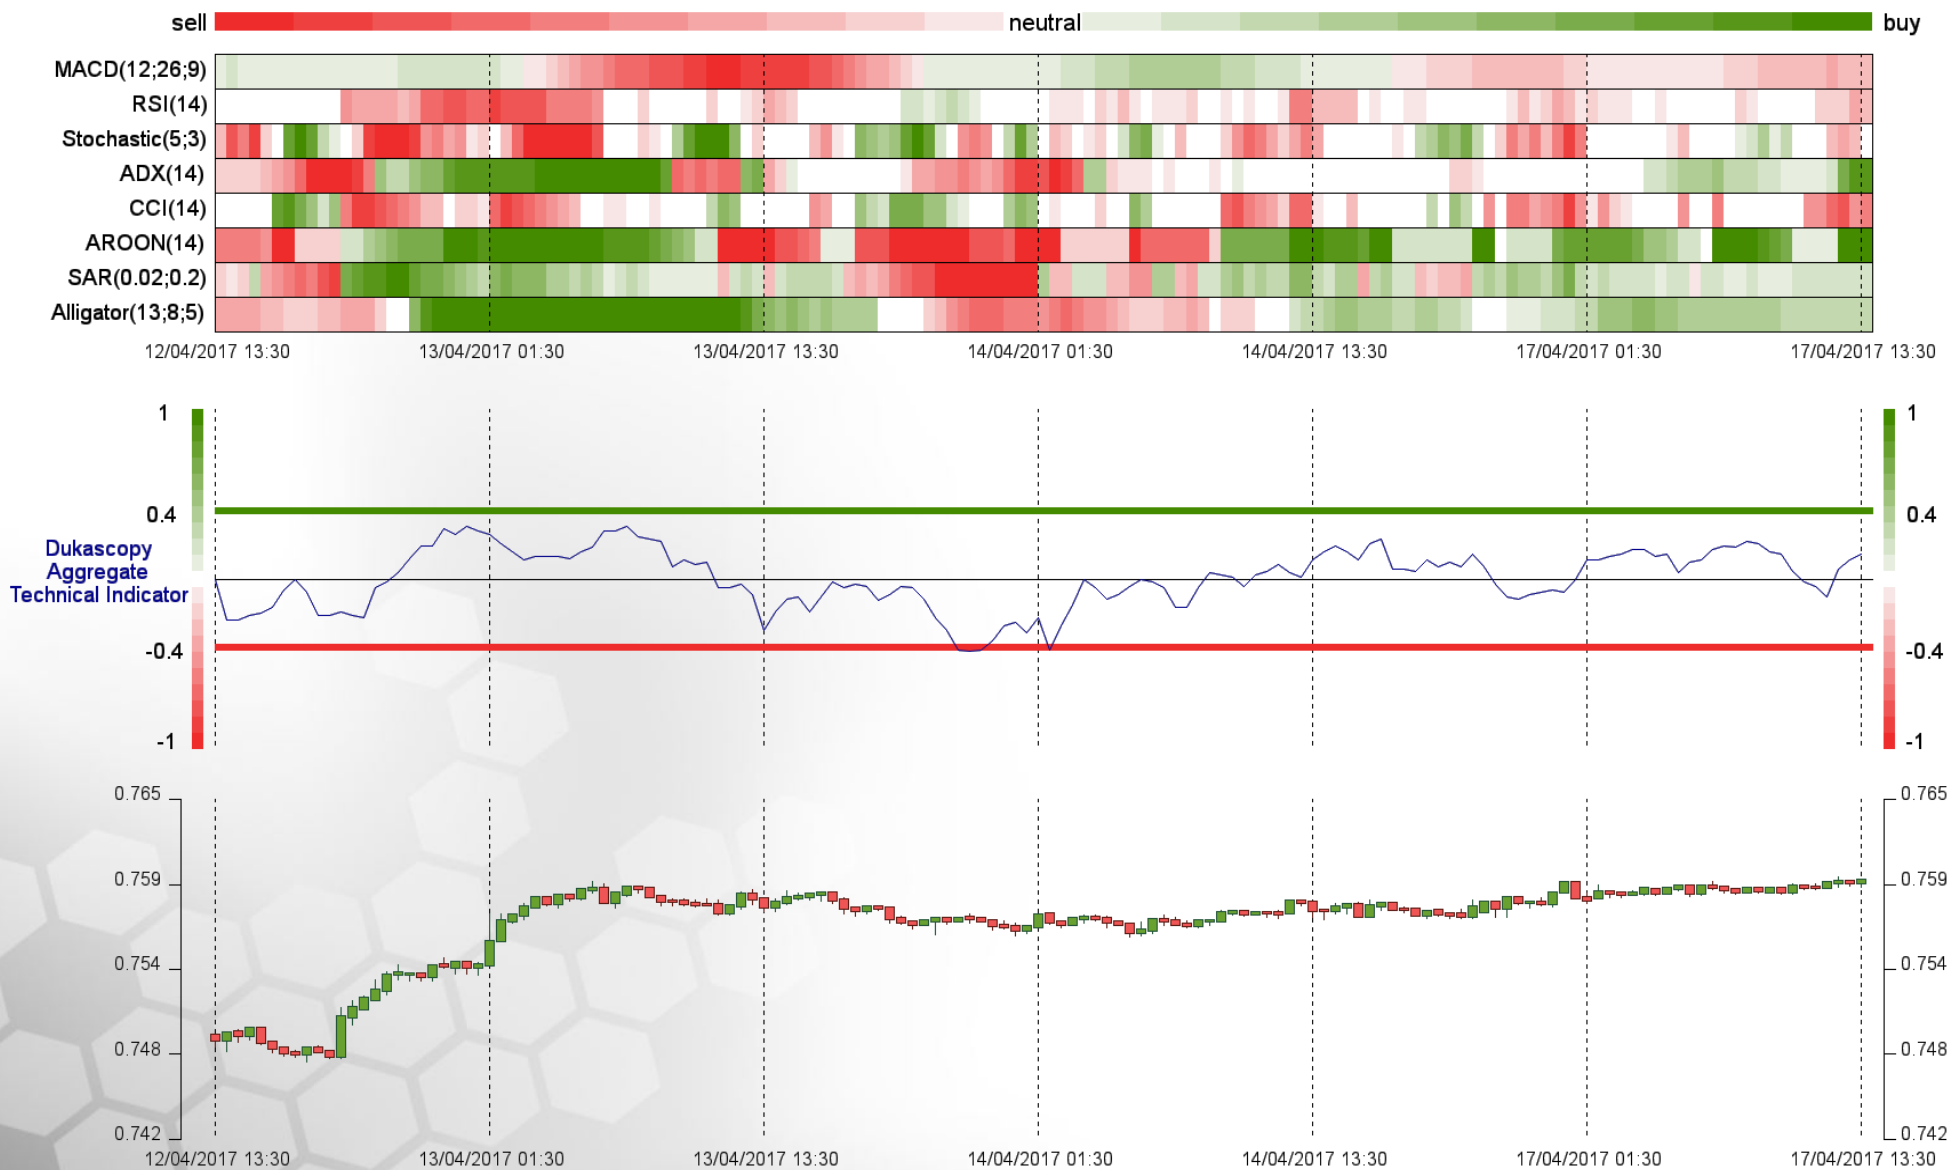 sell neutral buy
MACD(12;26;9)
RSI(14)
Stochastic(5;3)
ADX(14)
CCI(14)
AROON(14)
SAR(0.02;0.2)
Alligator(13;8;5)
12/04/2017 13:30 13/04/2017 01:30 13/04/2017 13:30 14/04/2017 01:30 14/04/2017 13:30 17/04/2017 01:30 17/04/2017 13:30
1 1
0.4 0.4
Dukascopy
Aggregate
Technical Indicator
-0.4 -0.4
-1 -1
0.765 0.765
0.759 0.759
0.754 0.754
0.748 0.748
0.742 0.742
12/04/2017 13:30 13/04/2017 01:30 13/04/2017 13:30 14/04/2017 01:30 14/04/2017 13:30 17/04/2017 01:30 17/04/2017 13:30